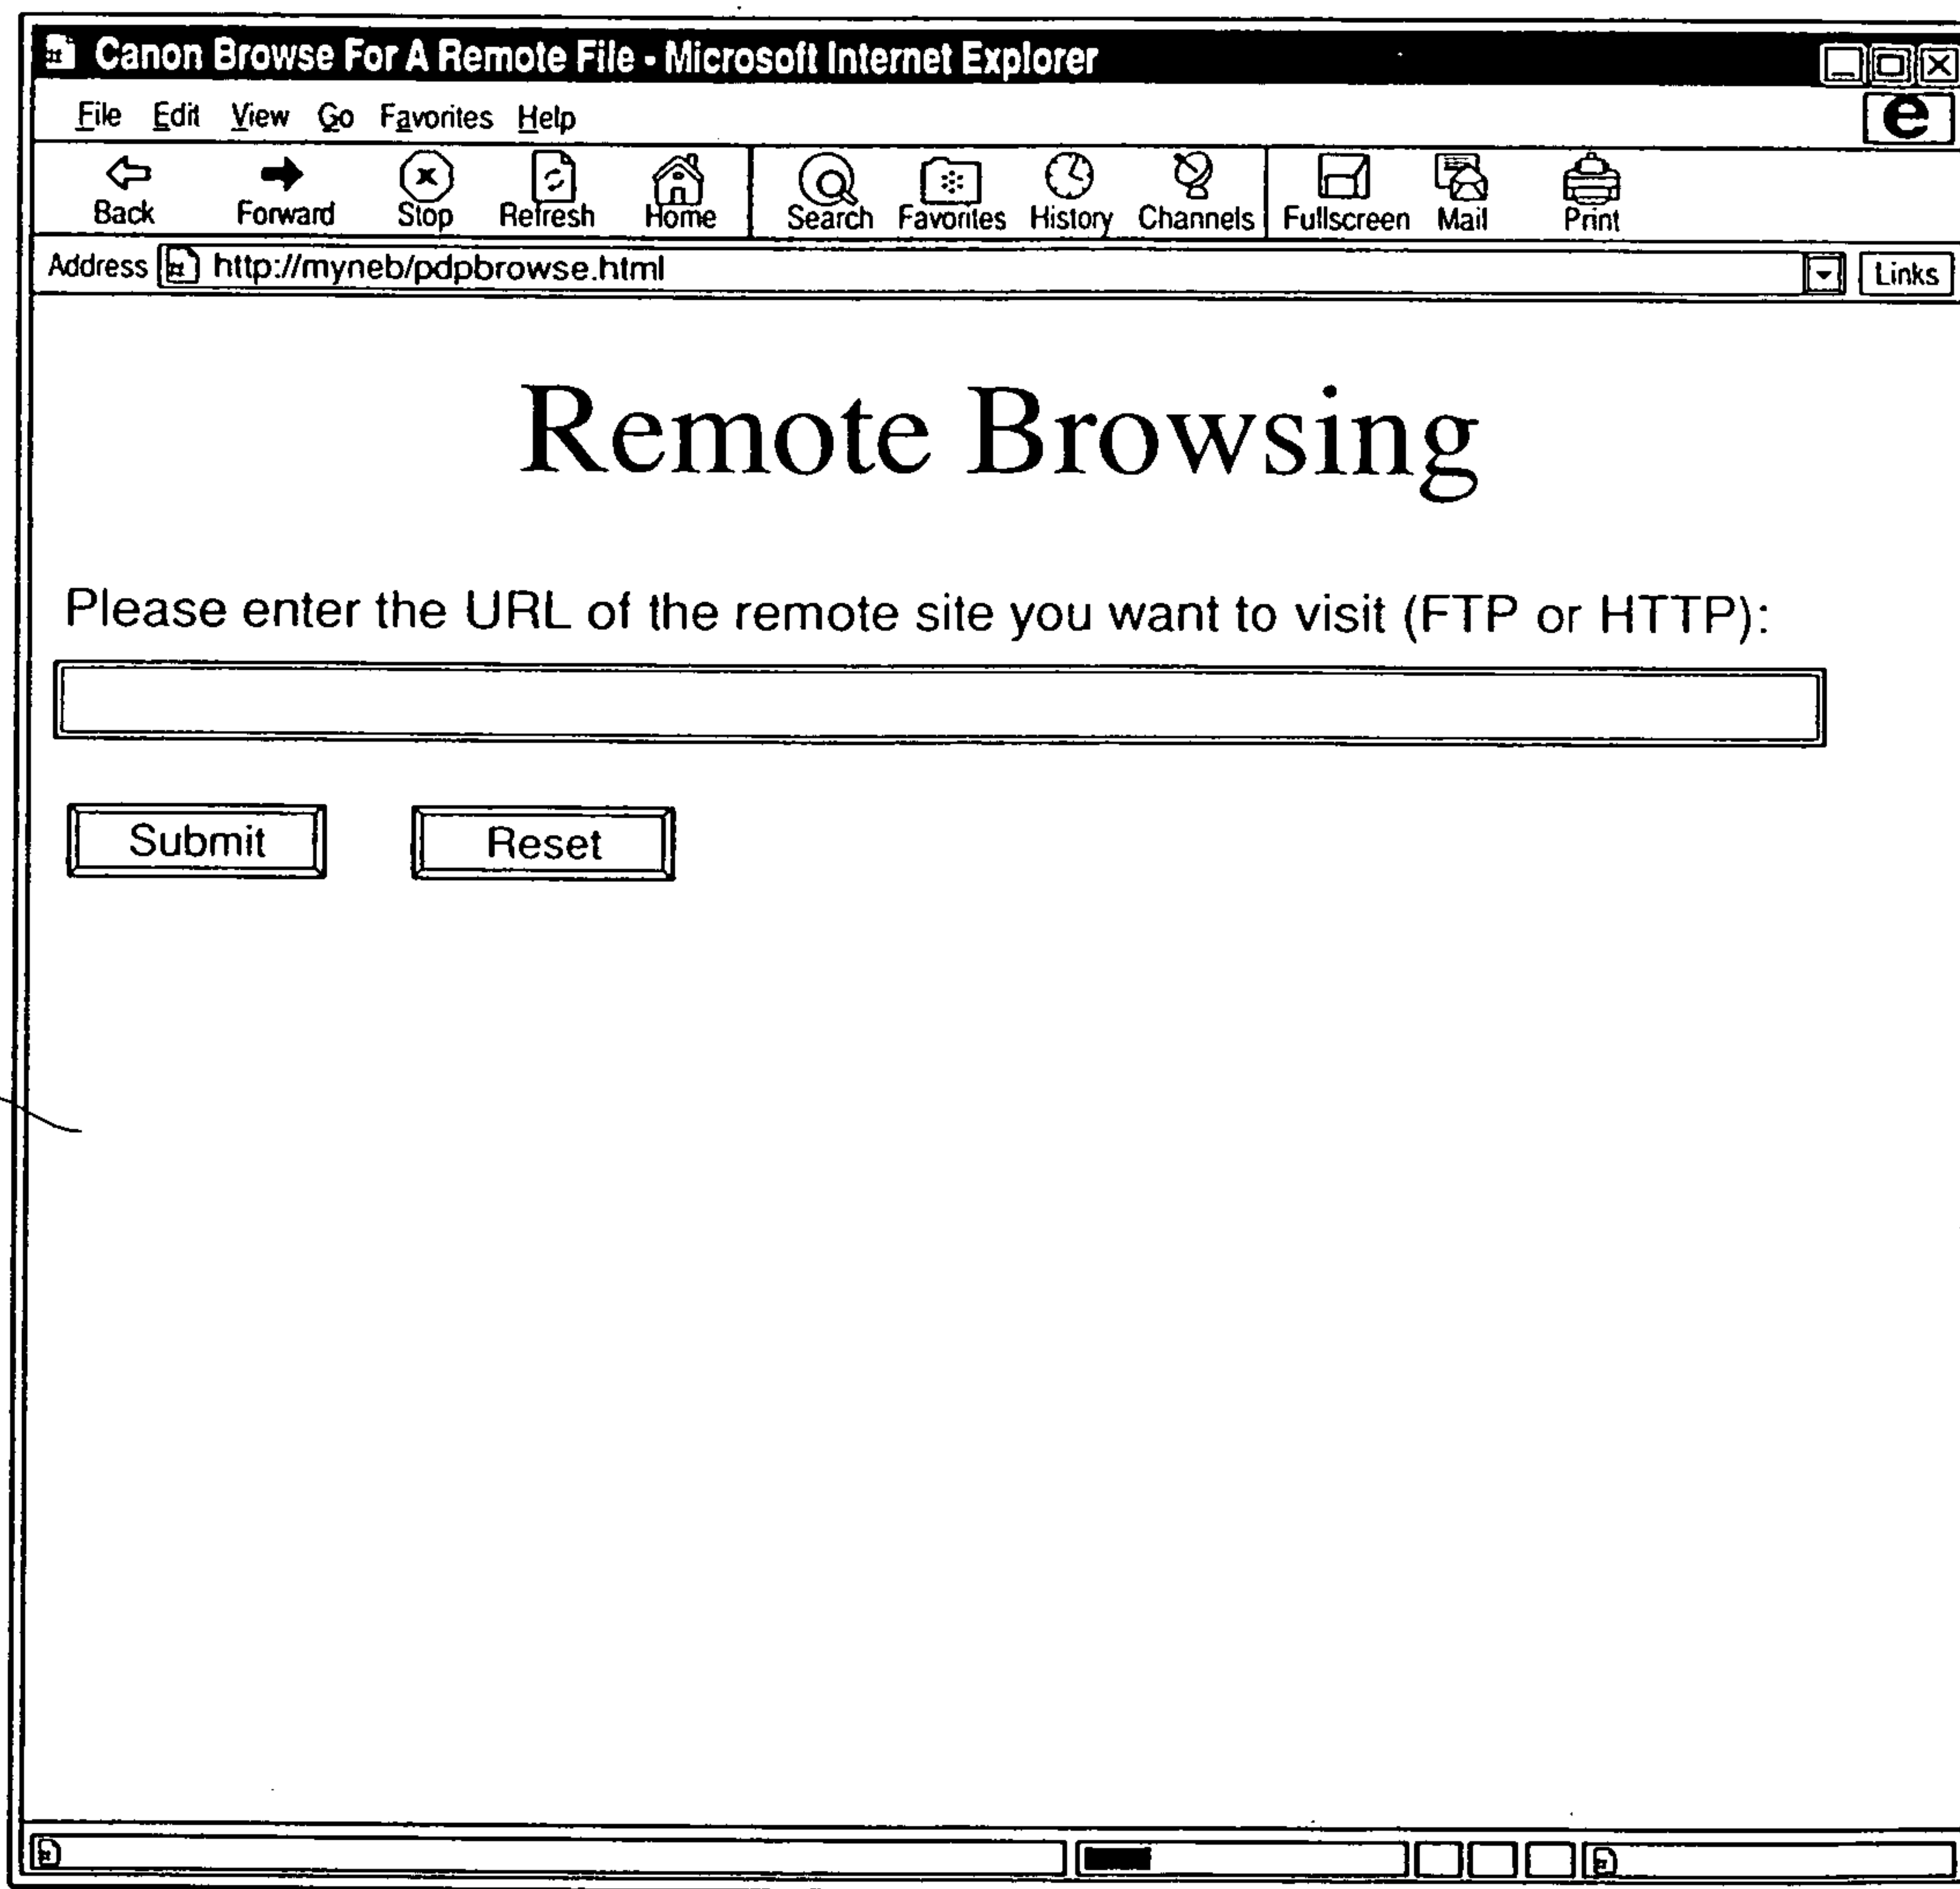 Canon Browse For A Remote File - Microsoft Internet Explorer
File Edit View Go Favorites Help
e
Back Forward Stop Refresh Home Search Favorites History Channels Fullscreen Mail Print
Address http://myneb/pdpbrowse.html Links
Remote Browsing
Please enter the URL of the remote site you want to visit (FTP or HTTP):
Submit Reset